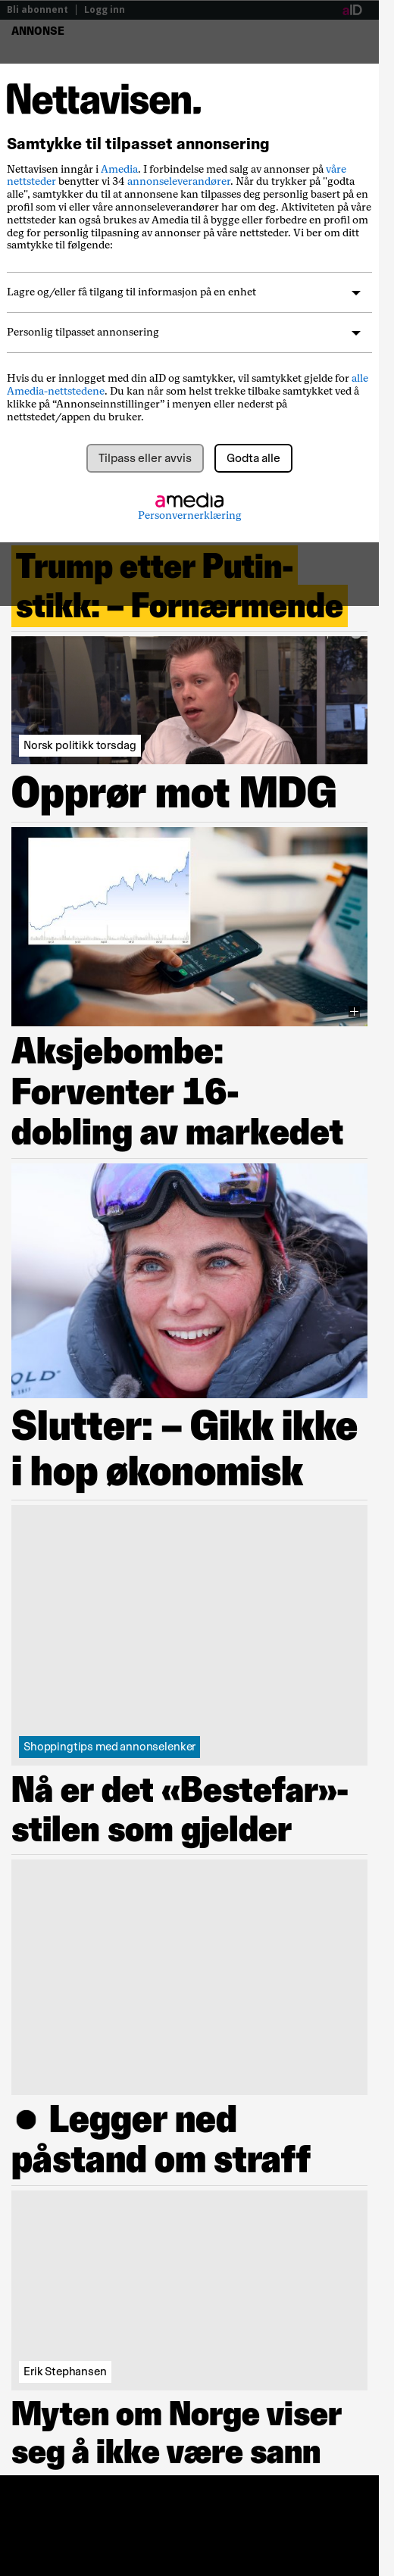 Bli abonnent
Logg inn
aID
ANNONSE
Nettavisen.
Samtykke til tilpasset annonsering
Nettavisen inngår i Amedia. I forbindelse med salg av annonser på våre
nettsteder benytter vi 34 annonseleverandører. Når du trykker på "godta
alle", samtykker du til at annonsene kan tilpasses deg personlig basert på en
profil som vi eller våre annonseleverandører har om deg. Aktiviteten på våre
nettsteder kan også brukes av Amedia til å bygge eller forbedre en profil om
deg for personlig tilpasning av annonser på våre nettsteder. Vi ber om ditt
samtykke til følgende:
Lagre og/eller få tilgang til informasjon på en enhet
Personlig tilpasset annonsering
Hvis du er innlogget med din aID og samtykker, vil samtykket gjelde for alle
Amedia-nettstedene. Du kan når som helst trekke tilbake samtykket ved å
klikke på “Annonseinnstillinger” i menyen eller nederst på
nettstedet/appen du bruker.
Tilpass eller avvis
Godta alle
amedia
Personvernerklæring
Trump etter Putin-
stikk: – Fornærmende
Norsk politikk torsdag
Opprør mot MDG
Aksjebombe:
Forventer 16-
dobling av markedet
Slutter: – Gikk ikke
i hop økonomisk
Shoppingtips med annonselenker
Nå er det «Bestefar»-
stilen som gjelder
● Legger ned
påstand om straff
Erik Stephansen
Myten om Norge viser
seg å ikke være sann